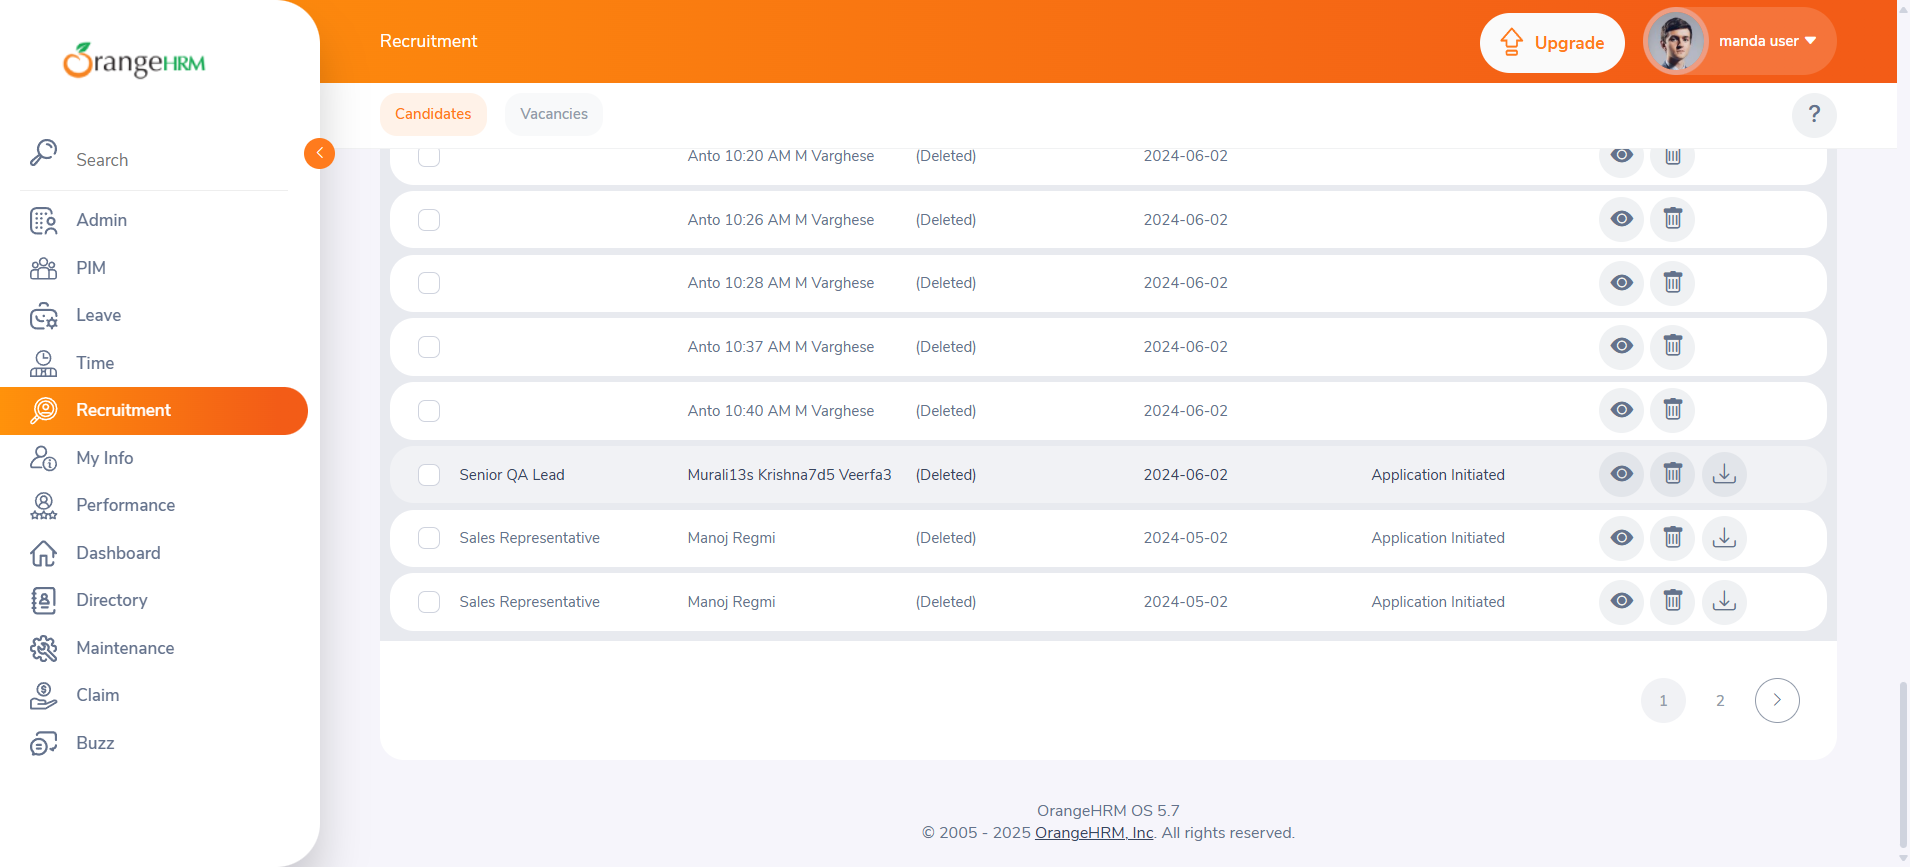 OrangeHRM
Recruitment
Upgrade
manda user
Candidates
Vacancies
?
Search
Admin
PIM
Leave
Time
Recruitment
My Info
Performance
Dashboard
Directory
Maintenance
Claim
Buzz
Anto 10:20 AM M Varghese (Deleted) 2024-06-02
Anto 10:26 AM M Varghese (Deleted) 2024-06-02
Anto 10:28 AM M Varghese (Deleted) 2024-06-02
Anto 10:37 AM M Varghese (Deleted) 2024-06-02
Anto 10:40 AM M Varghese (Deleted) 2024-06-02
Senior QA Lead Murali13s Krishna7d5 Veerfa3 (Deleted) 2024-06-02 Application Initiated
Sales Representative Manoj Regmi (Deleted) 2024-05-02 Application Initiated
Sales Representative Manoj Regmi (Deleted) 2024-05-02 Application Initiated
1 2
OrangeHRM OS 5.7
© 2005 - 2025 OrangeHRM, Inc. All rights reserved.